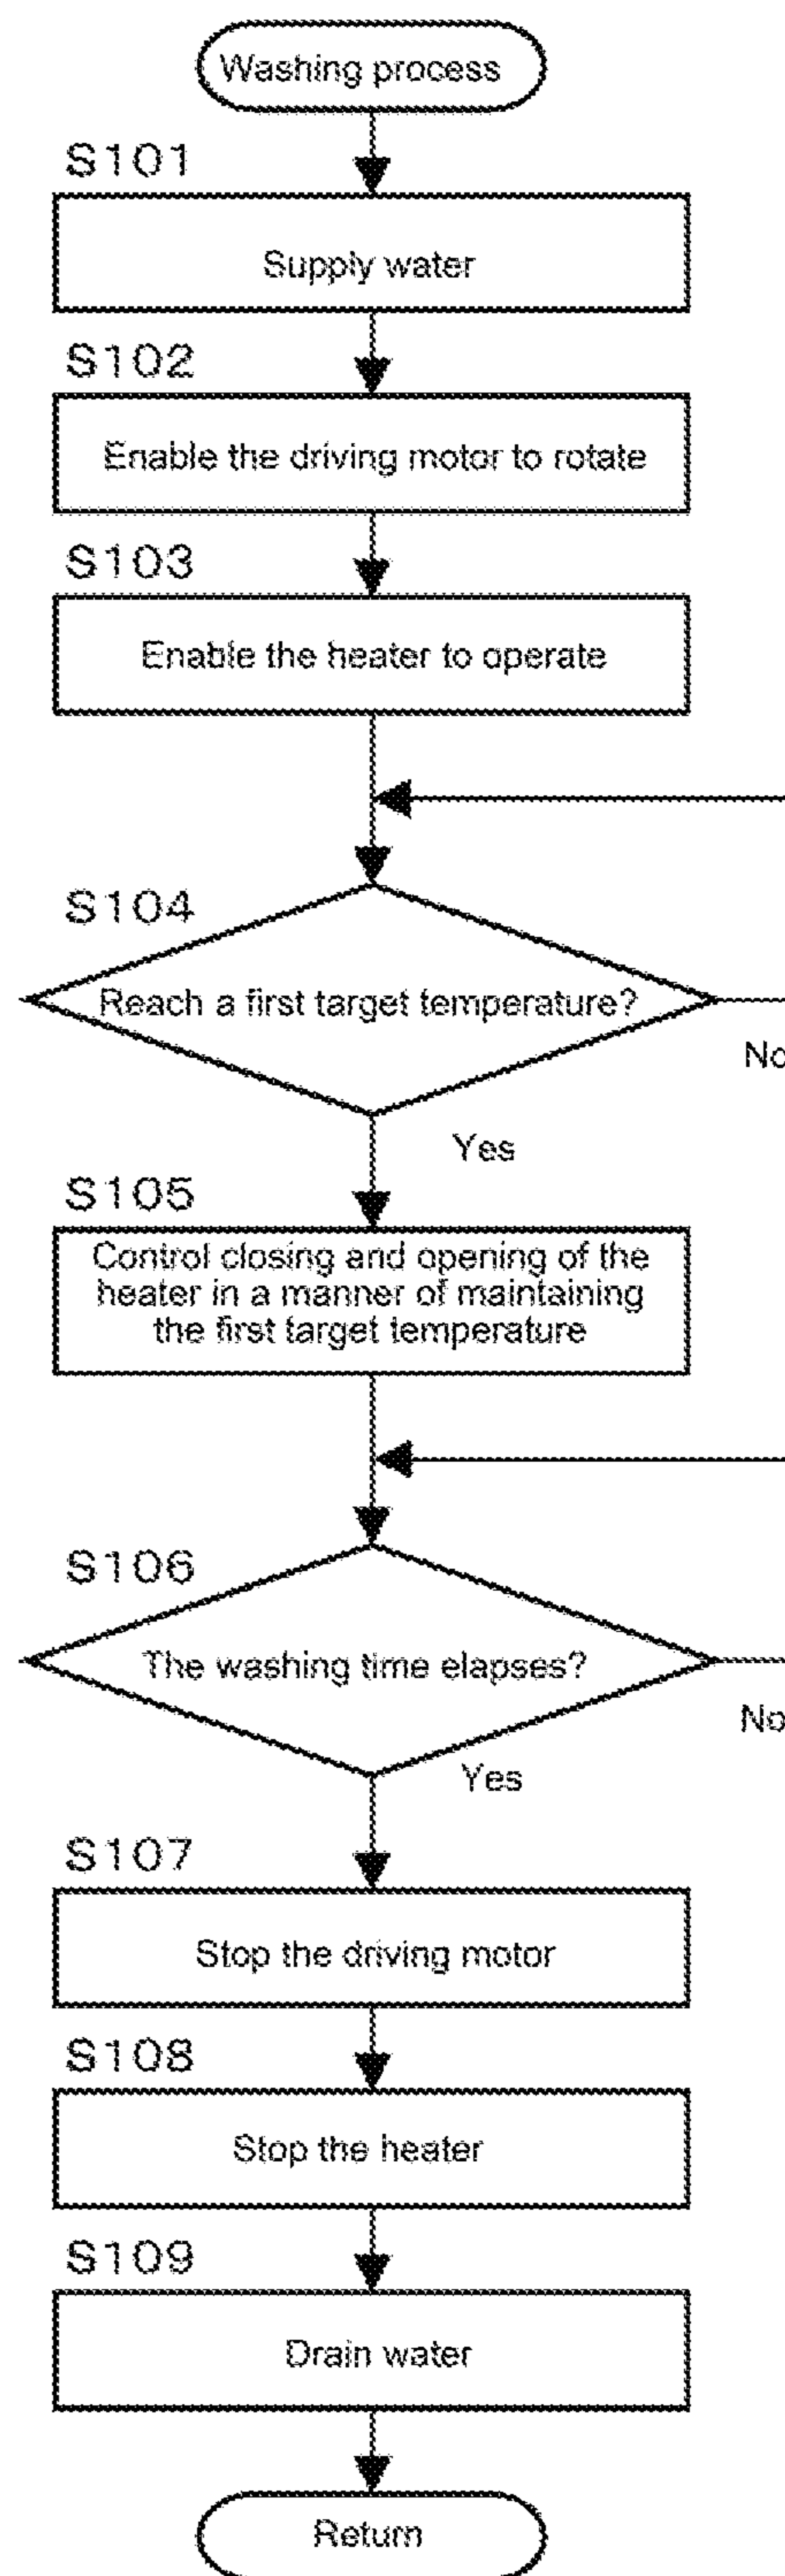 Washing process
S101
Supply water
S102
Enable the driving motor to rotate
S103
Enable the heater to operate
S104
Reach a first target temperature?
No
Yes
S105
Control closing and opening of the
heater in a manner of maintaining
the first target temperature
S106
The washing time elapses?
No
Yes
S107
Stop the driving motor
S108
Stop the heater
S109
Drain water
Return